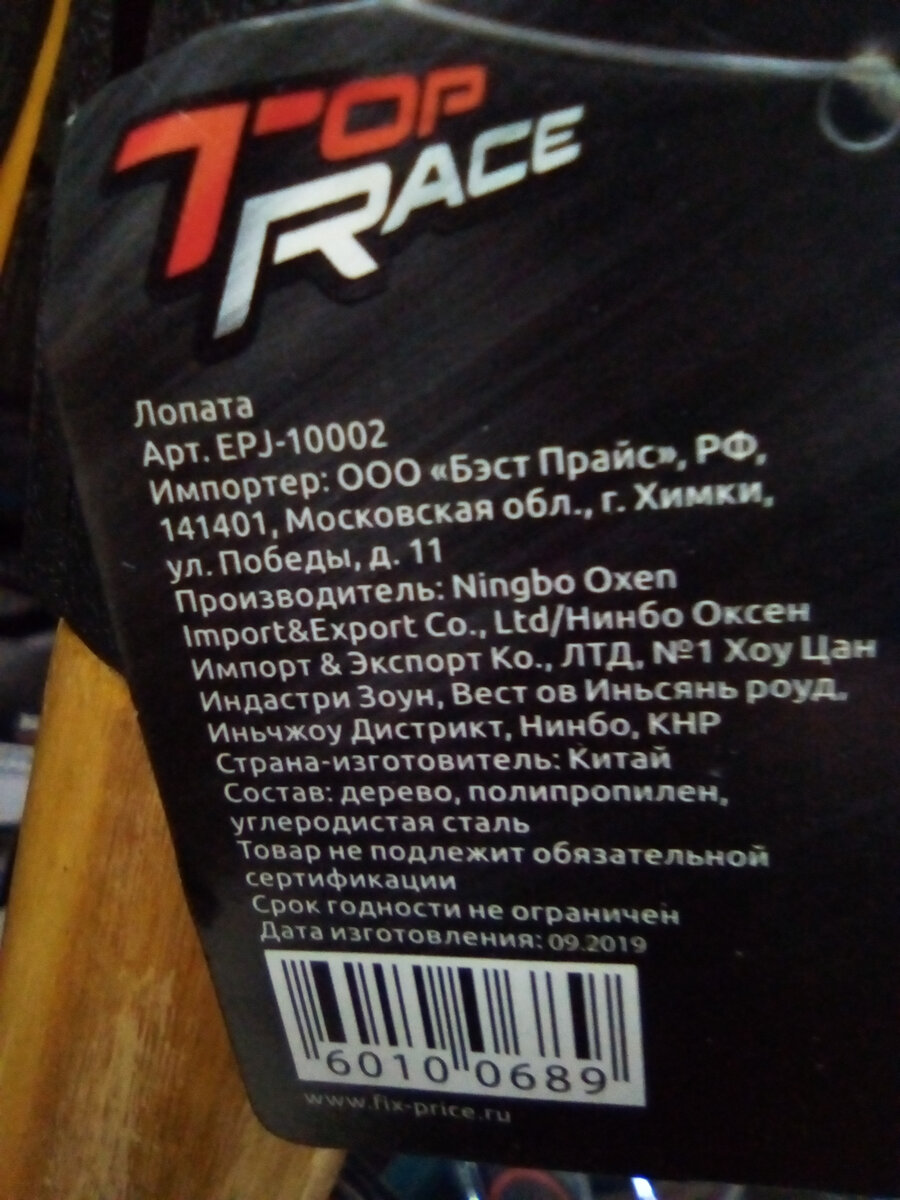 TOP
RACE
Лопата
Арт. EPJ-10002
Импортер: ООО «Бэст Прайс», РФ,
141401, Московская обл., г. Химки,
ул. Победы, д. 11
Производитель: Ningbo Oxen
Import&Export Co., Ltd/Нинбо Оксен
Импорт & Экспорт Ко., ЛТД, №1 Хоу Цан
Индастри Зоун, Вест ов Иньсянь роуд,
Иньчжоу Дистрикт, Нинбо, КНР
Страна-изготовитель: Китай
Состав: дерево, полипропилен,
углеродистая сталь
Товар не подлежит обязательной
сертификации
Срок годности не ограничен
Дата изготовления: 09.2019
6010 0689
www.fix-price.ru